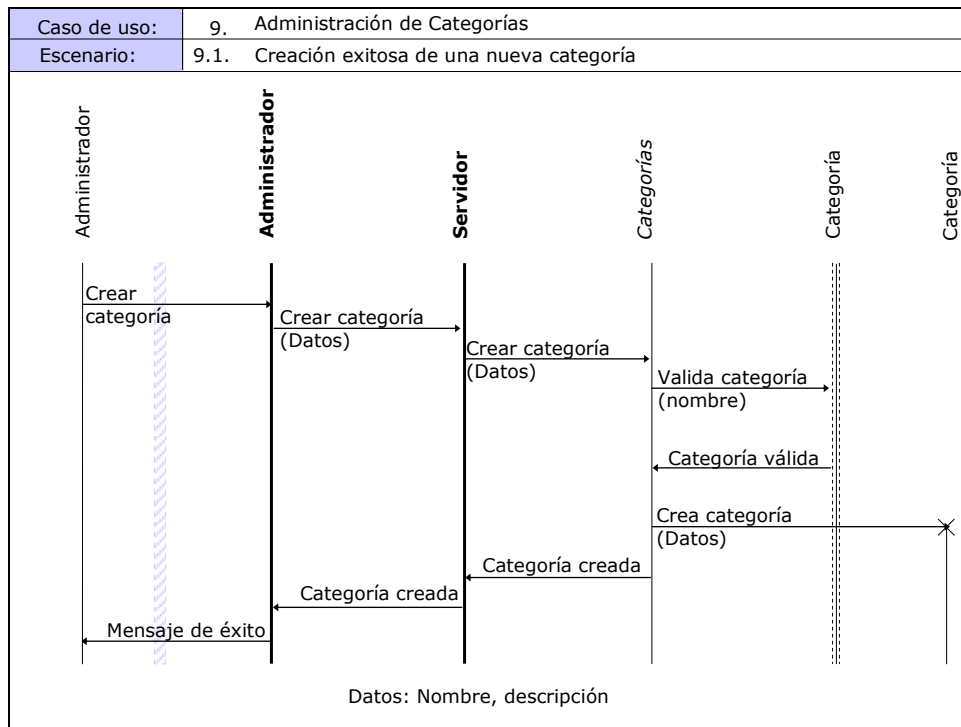 Caso de uso: 9. Administración de Categorías
Escenario: 9.1. Creación exitosa de una nueva categoría
Administrador
Administrador
Servidor
Categorías
Categoría
Categoría
Crear
categoría
Crear categoría
(Datos)
Crear categoría
(Datos)
Valida categoría
(nombre)
Categoría válida
Crea categoría
(Datos)
Categoría creada
Categoría creada
Mensaje de éxito
Datos: Nombre, descripción